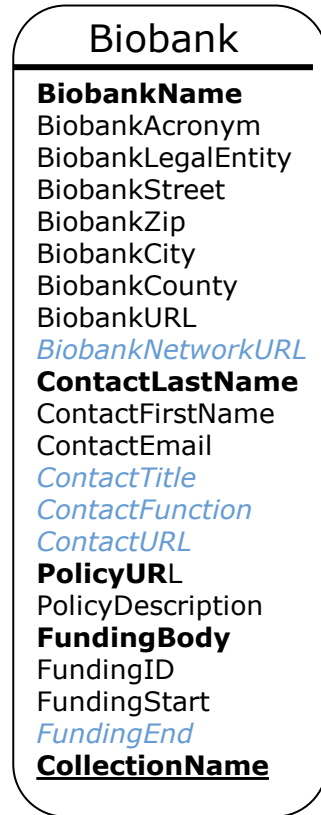 Biobank
BiobankName
BiobankAcronym
BiobankLegalEntity
BiobankStreet
BiobankZip
BiobankCity
BiobankCounty
BiobankURL
BiobankNetworkURL
ContactLastName
ContactFirstName
ContactEmail
ContactTitle
ContactFunction
ContactURL
PolicyURL
PolicyDescription
FundingBody
FundingID
FundingStart
FundingEnd
CollectionName